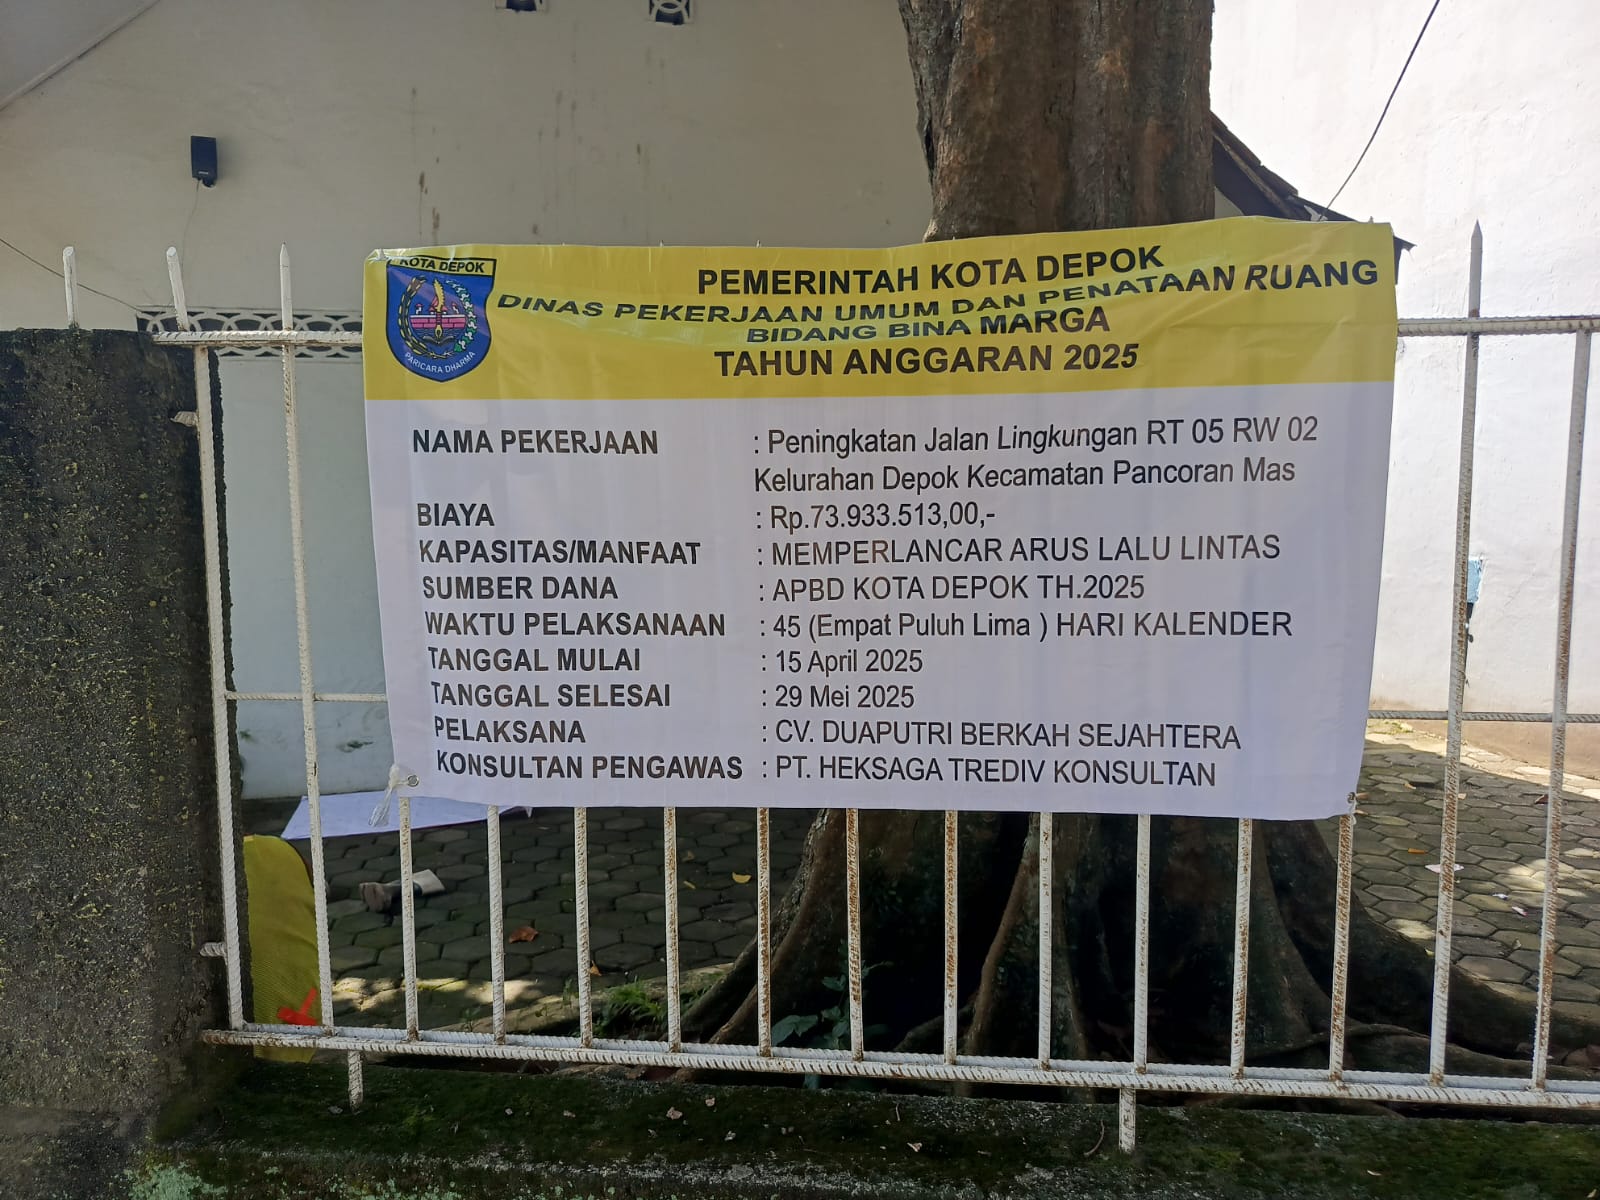 KOTA DEPOK
PARICARA DHARMA
PEMERINTAH KOTA DEPOK
DINAS PEKERJAAN UMUM DAN PENATAAN RUANG
BIDANG BINA MARGA
TAHUN ANGGARAN 2025
NAMA PEKERJAAN : Peningkatan Jalan Lingkungan RT 05 RW 02
Kelurahan Depok Kecamatan Pancoran Mas
BIAYA : Rp.73.933.513,00,-
KAPASITAS/MANFAAT : MEMPERLANCAR ARUS LALU LINTAS
SUMBER DANA : APBD KOTA DEPOK TH.2025
WAKTU PELAKSANAAN : 45 (Empat Puluh Lima ) HARI KALENDER
TANGGAL MULAI : 15 April 2025
TANGGAL SELESAI : 29 Mei 2025
PELAKSANA : CV. DUAPUTRI BERKAH SEJAHTERA
KONSULTAN PENGAWAS : PT. HEKSAGA TREDIV KONSULTAN